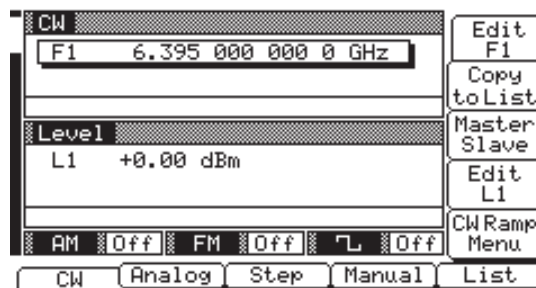 CW
F1 6.395 000 000 0 GHz
Level
L1 +0.00 dBm
AM Off FM Off Off
Edit
F1
Copy
to List
Master
Slave
Edit
L1
CW Ramp
Menu
CW Analog Step Manual List